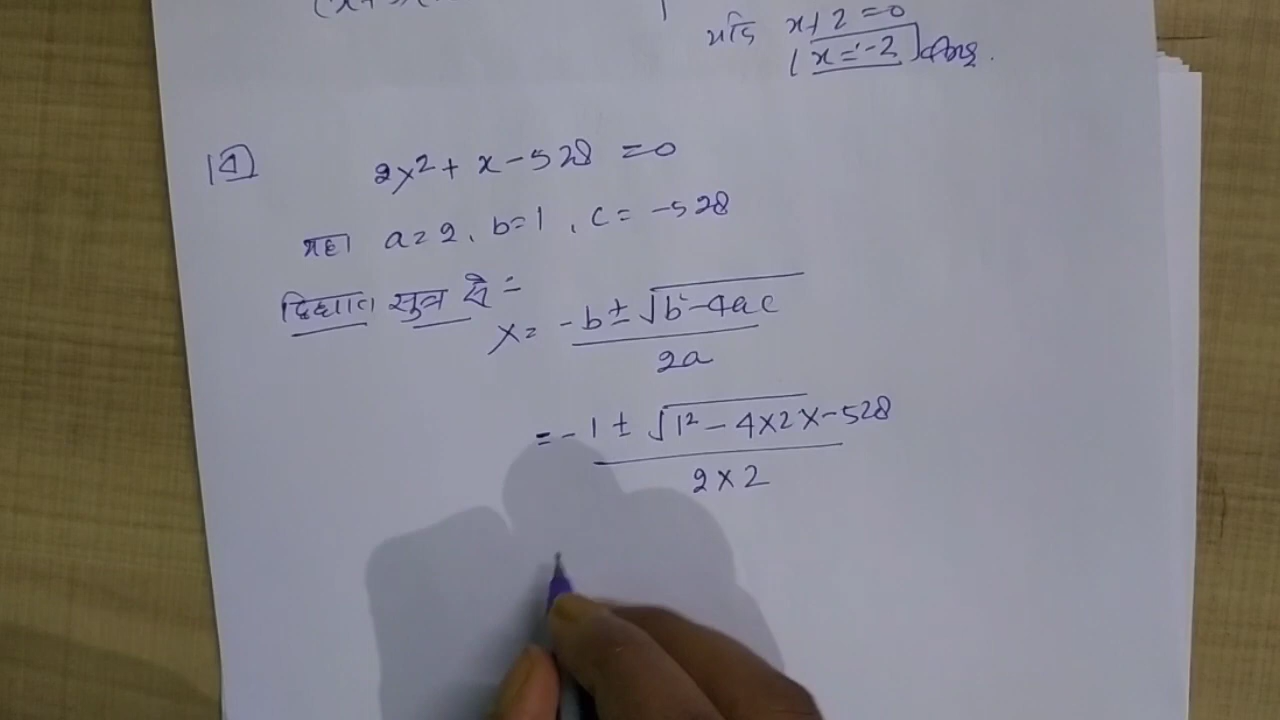 यदि x+2=0
x=-2
2x²+x-528=0
यहा a=2, b=1, c=-528
द्विघात सूत्र से=
x= -b±√b²-4ac
2a
=-1±√1²-4×2×-528
2×2